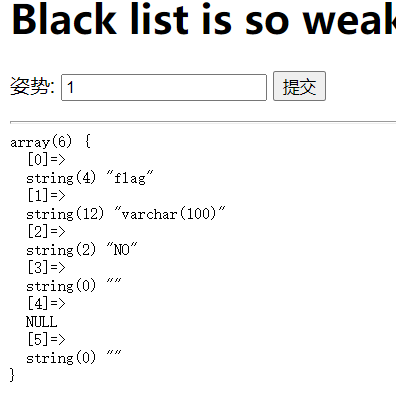 Black list is so weak
姿势: 1 提交
array(6) {
  [0]=>
  string(4) "flag"
  [1]=>
  string(12) "varchar(100)"
  [2]=>
  string(2) "NO"
  [3]=>
  string(0) ""
  [4]=>
  NULL
  [5]=>
  string(0) ""
}